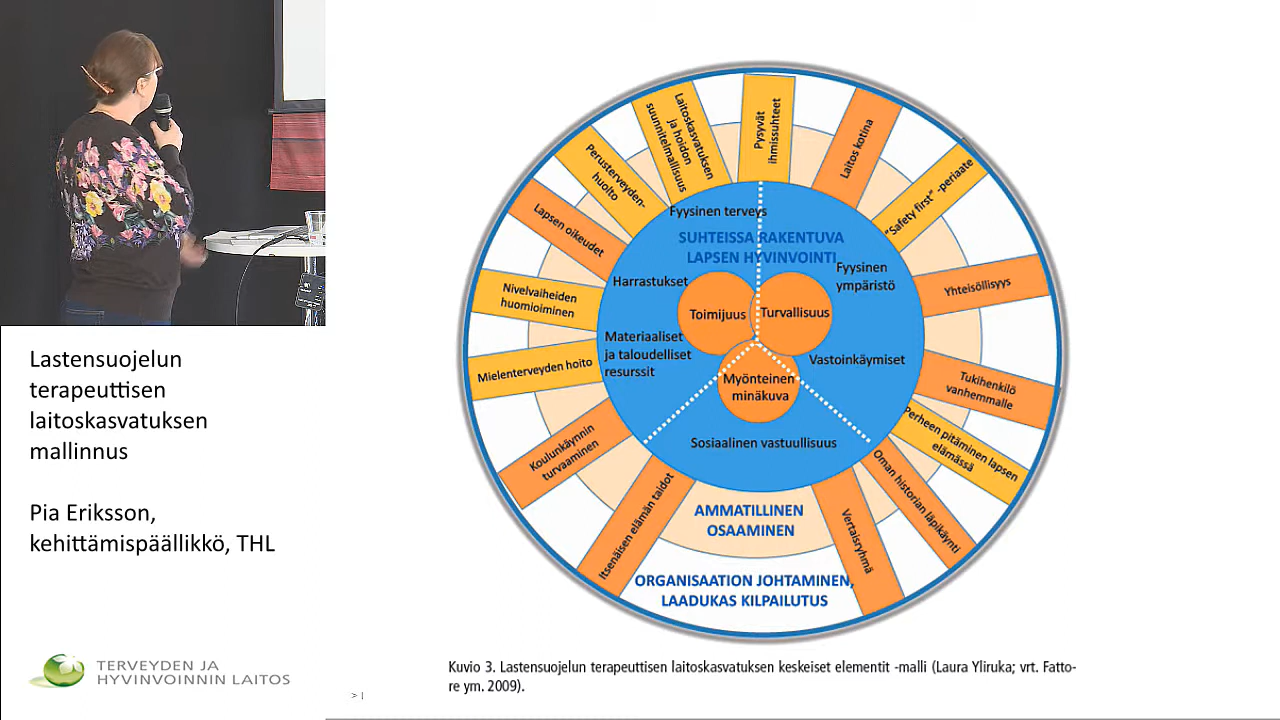 Lastensuojelun
terapeuttisen
laitoskasvatuksen
mallinnus
Pia Eriksson,
kehittämispäällikkö, THL
TERVEYDEN JA
HYVINVOINNIN LAITOS
Laitoskasvatuksen
ja hoidon
suunnitelmallisuus
Pysyvät
ihmissuhteet
Laitos kotina
"Safety first" -periaate
Yhteisöllisyys
Tukihenkilö
vanhemmalle
Perheen pitäminen lapsen
elämässä
Oman historian läpikäynti
Vertaisryhmä
Itsenäisen elämän taidot
Koulunkäynnin
turvaaminen
Mielenterveyden hoito
Nivelvaiheiden
huomioiminen
Lapsen oikeudet
Perusterveyden-
huolto
Fyysinen terveys
SUHTEISSA RAKENTUVA
LAPSEN HYVINVOINTI
Harrastukset
Fyysinen
ympäristö
Toimijuus
Turvallisuus
Materiaaliset
ja taloudelliset
resurssit
Vastoinkäymiset
Myönteinen
minäkuva
Sosiaalinen vastuullisuus
AMMATILLINEN
OSAAMINEN
ORGANISAATION JOHTAMINEN,
LAADUKAS KILPAILUTUS
Kuvio 3. Lastensuojelun terapeuttisen laitoskasvatuksen keskeiset elementit -malli (Laura Yliruka; vrt. Fatto-
re ym. 2009).
> |